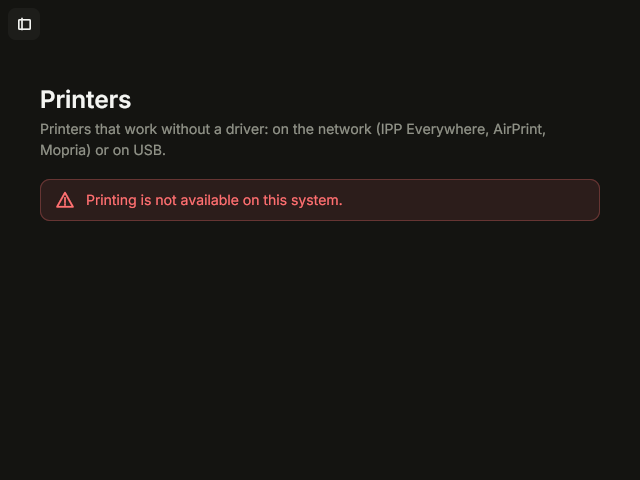 Printers
Printers that work without a driver: on the network (IPP Everywhere, AirPrint,
Mopria) or on USB.
Printing is not available on this system.